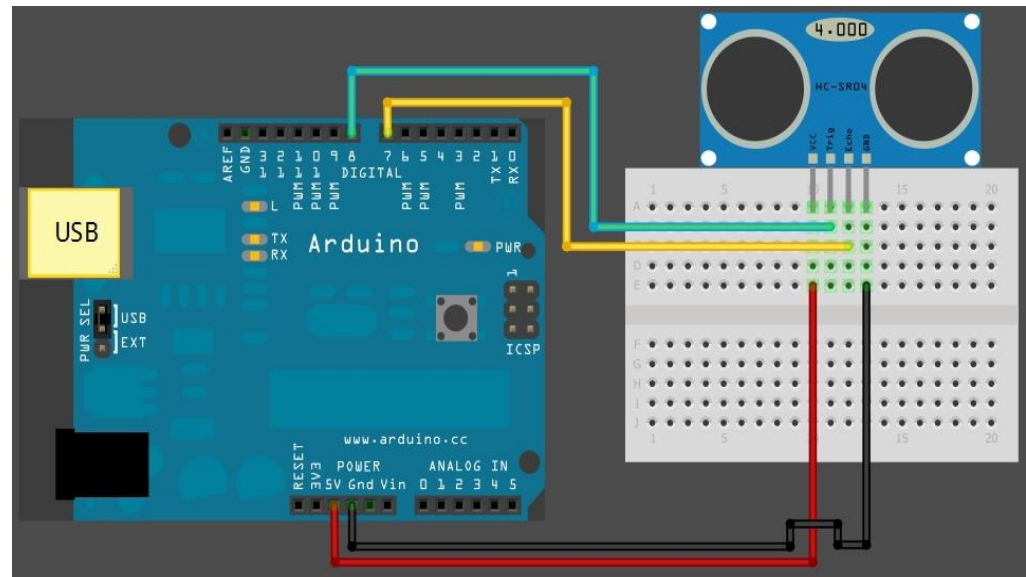 4.000
HC-SR04
VCC
Trig
Echo
GND
AREF
GND
13
12
11
10
9
8
7
6
5
4
3
2
TX 1
RX 0
PWM
PWM
PWM
PWM
PWM
PWM
DIGITAL
L
TX
RX
Arduino
PWR
USB
PWR SEL
USB
EXT
1
ICSP
www.arduino.cc
RESET
3V3
5V
Gnd
Vin
POWER
ANALOG IN
0 1 2 3 4 5
1 5 10 15 20
A
D
E
F
G
H
I
J
1 5 10 15 20